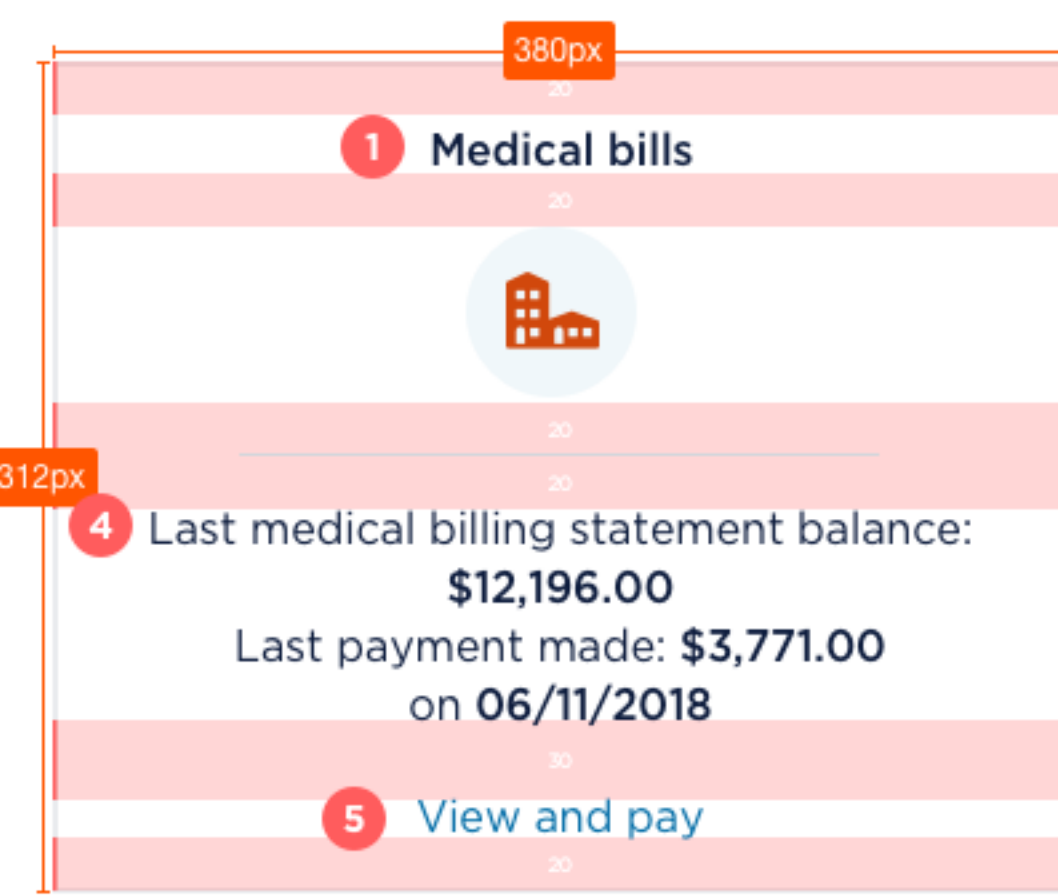 380px
20
1 Medical bills
20
20
312px
20
4 Last medical billing statement balance:
$12,196.00
Last payment made: $3,771.00
on 06/11/2018
30
5 View and pay
20